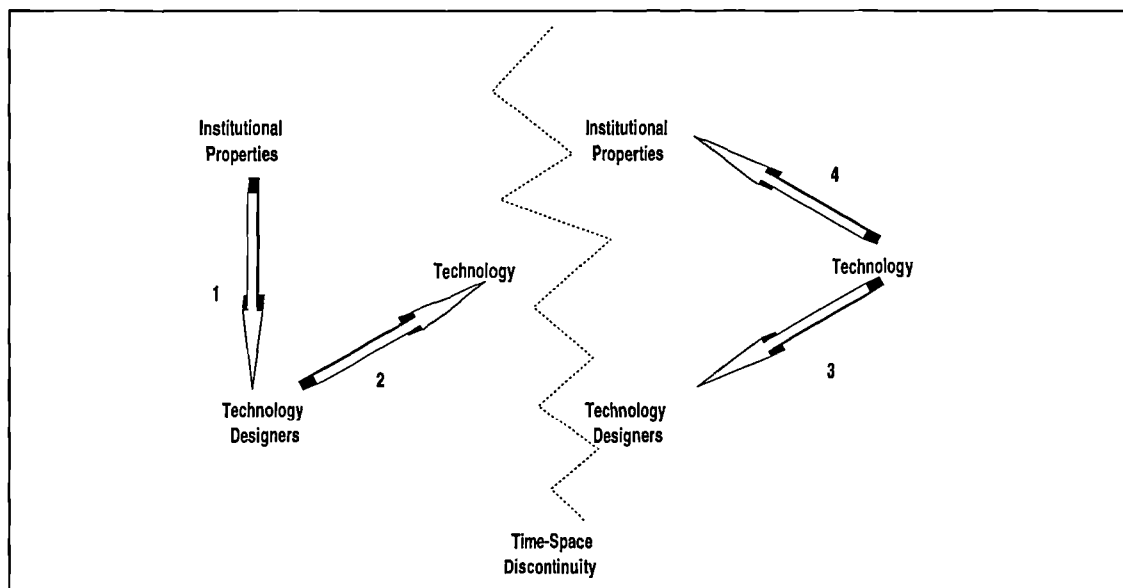 Institutional
Properties
1
Technology
2
Technology
Designers
Institutional
Properties
4
Technology
3
Technology
Designers
Time-Space
Discontinuity